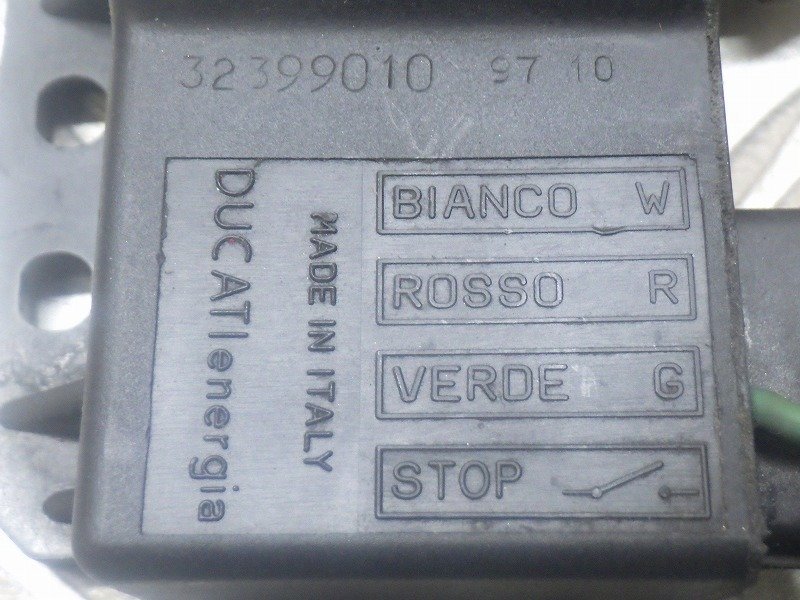 32399010 97 10
DUCATIenergia
MADE IN ITALY
BIANCO W
ROSSO R
VERDE G
STOP